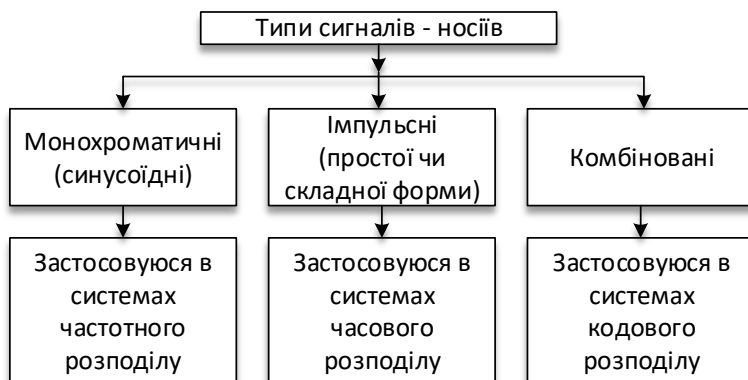 Типи сигналів - носіїв
Монохроматичні
(синусоїдні)
Імпульсні
(простої чи
складної форми)
Комбіновані
Застосовуюся в
системах
частотного
розподілу
Застосовуюся в
системах
часового
розподілу
Застосовуюся в
системах
кодового
розподілу